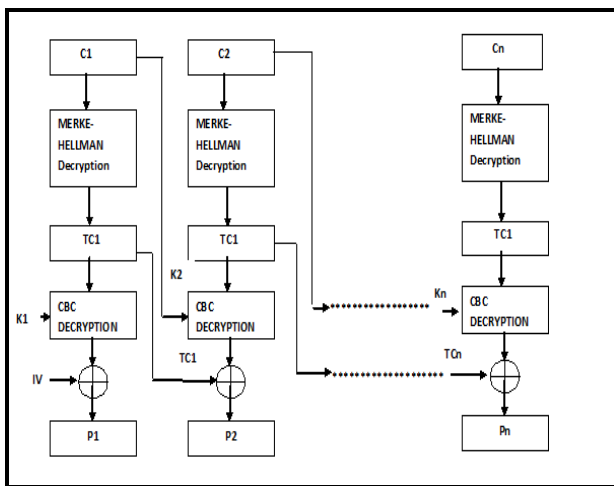 C1
C2
Cn
MERKE-
HELLMAN
Decryption
MERKE-
HELLMAN
Decryption
MERKE-
HELLMAN
Decryption
TC1
TC1
TC1
K2
Kn
K1
CBC
DECRYPTION
CBC
DECRYPTION
CBC
DECRYPTION
TC1
TCn
IV
P1
P2
Pn